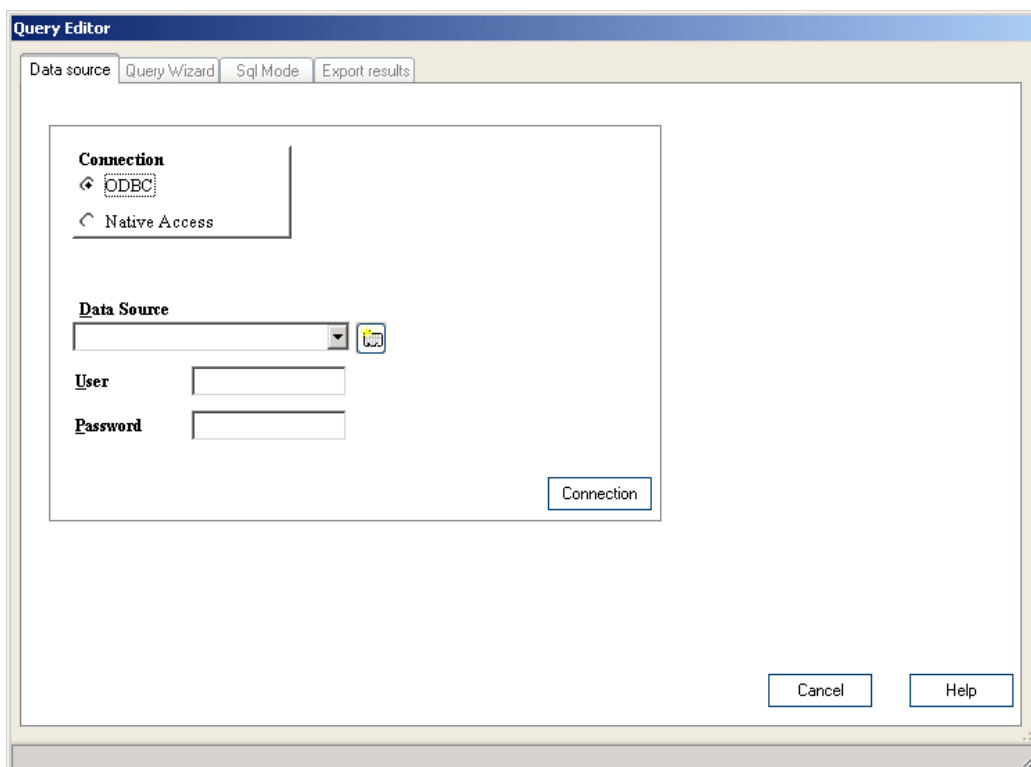 Query Editor
Data source Query Wizard Sql Mode Export results
Connection
ODBC
Native Access
Data Source
User
Password
Connection
Cancel Help